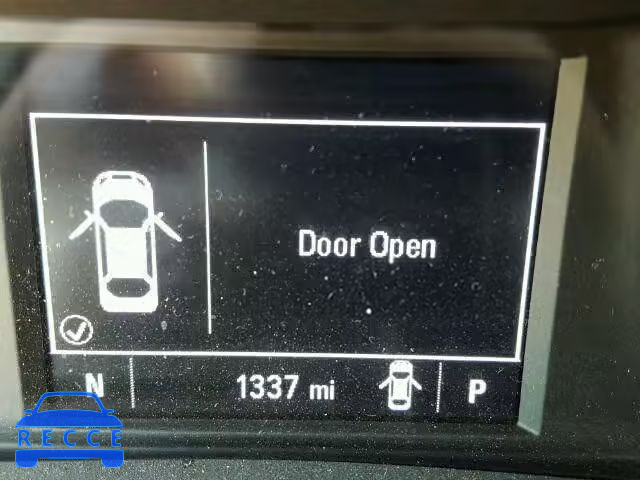 Door Open
N 1337 mi P
RECCE